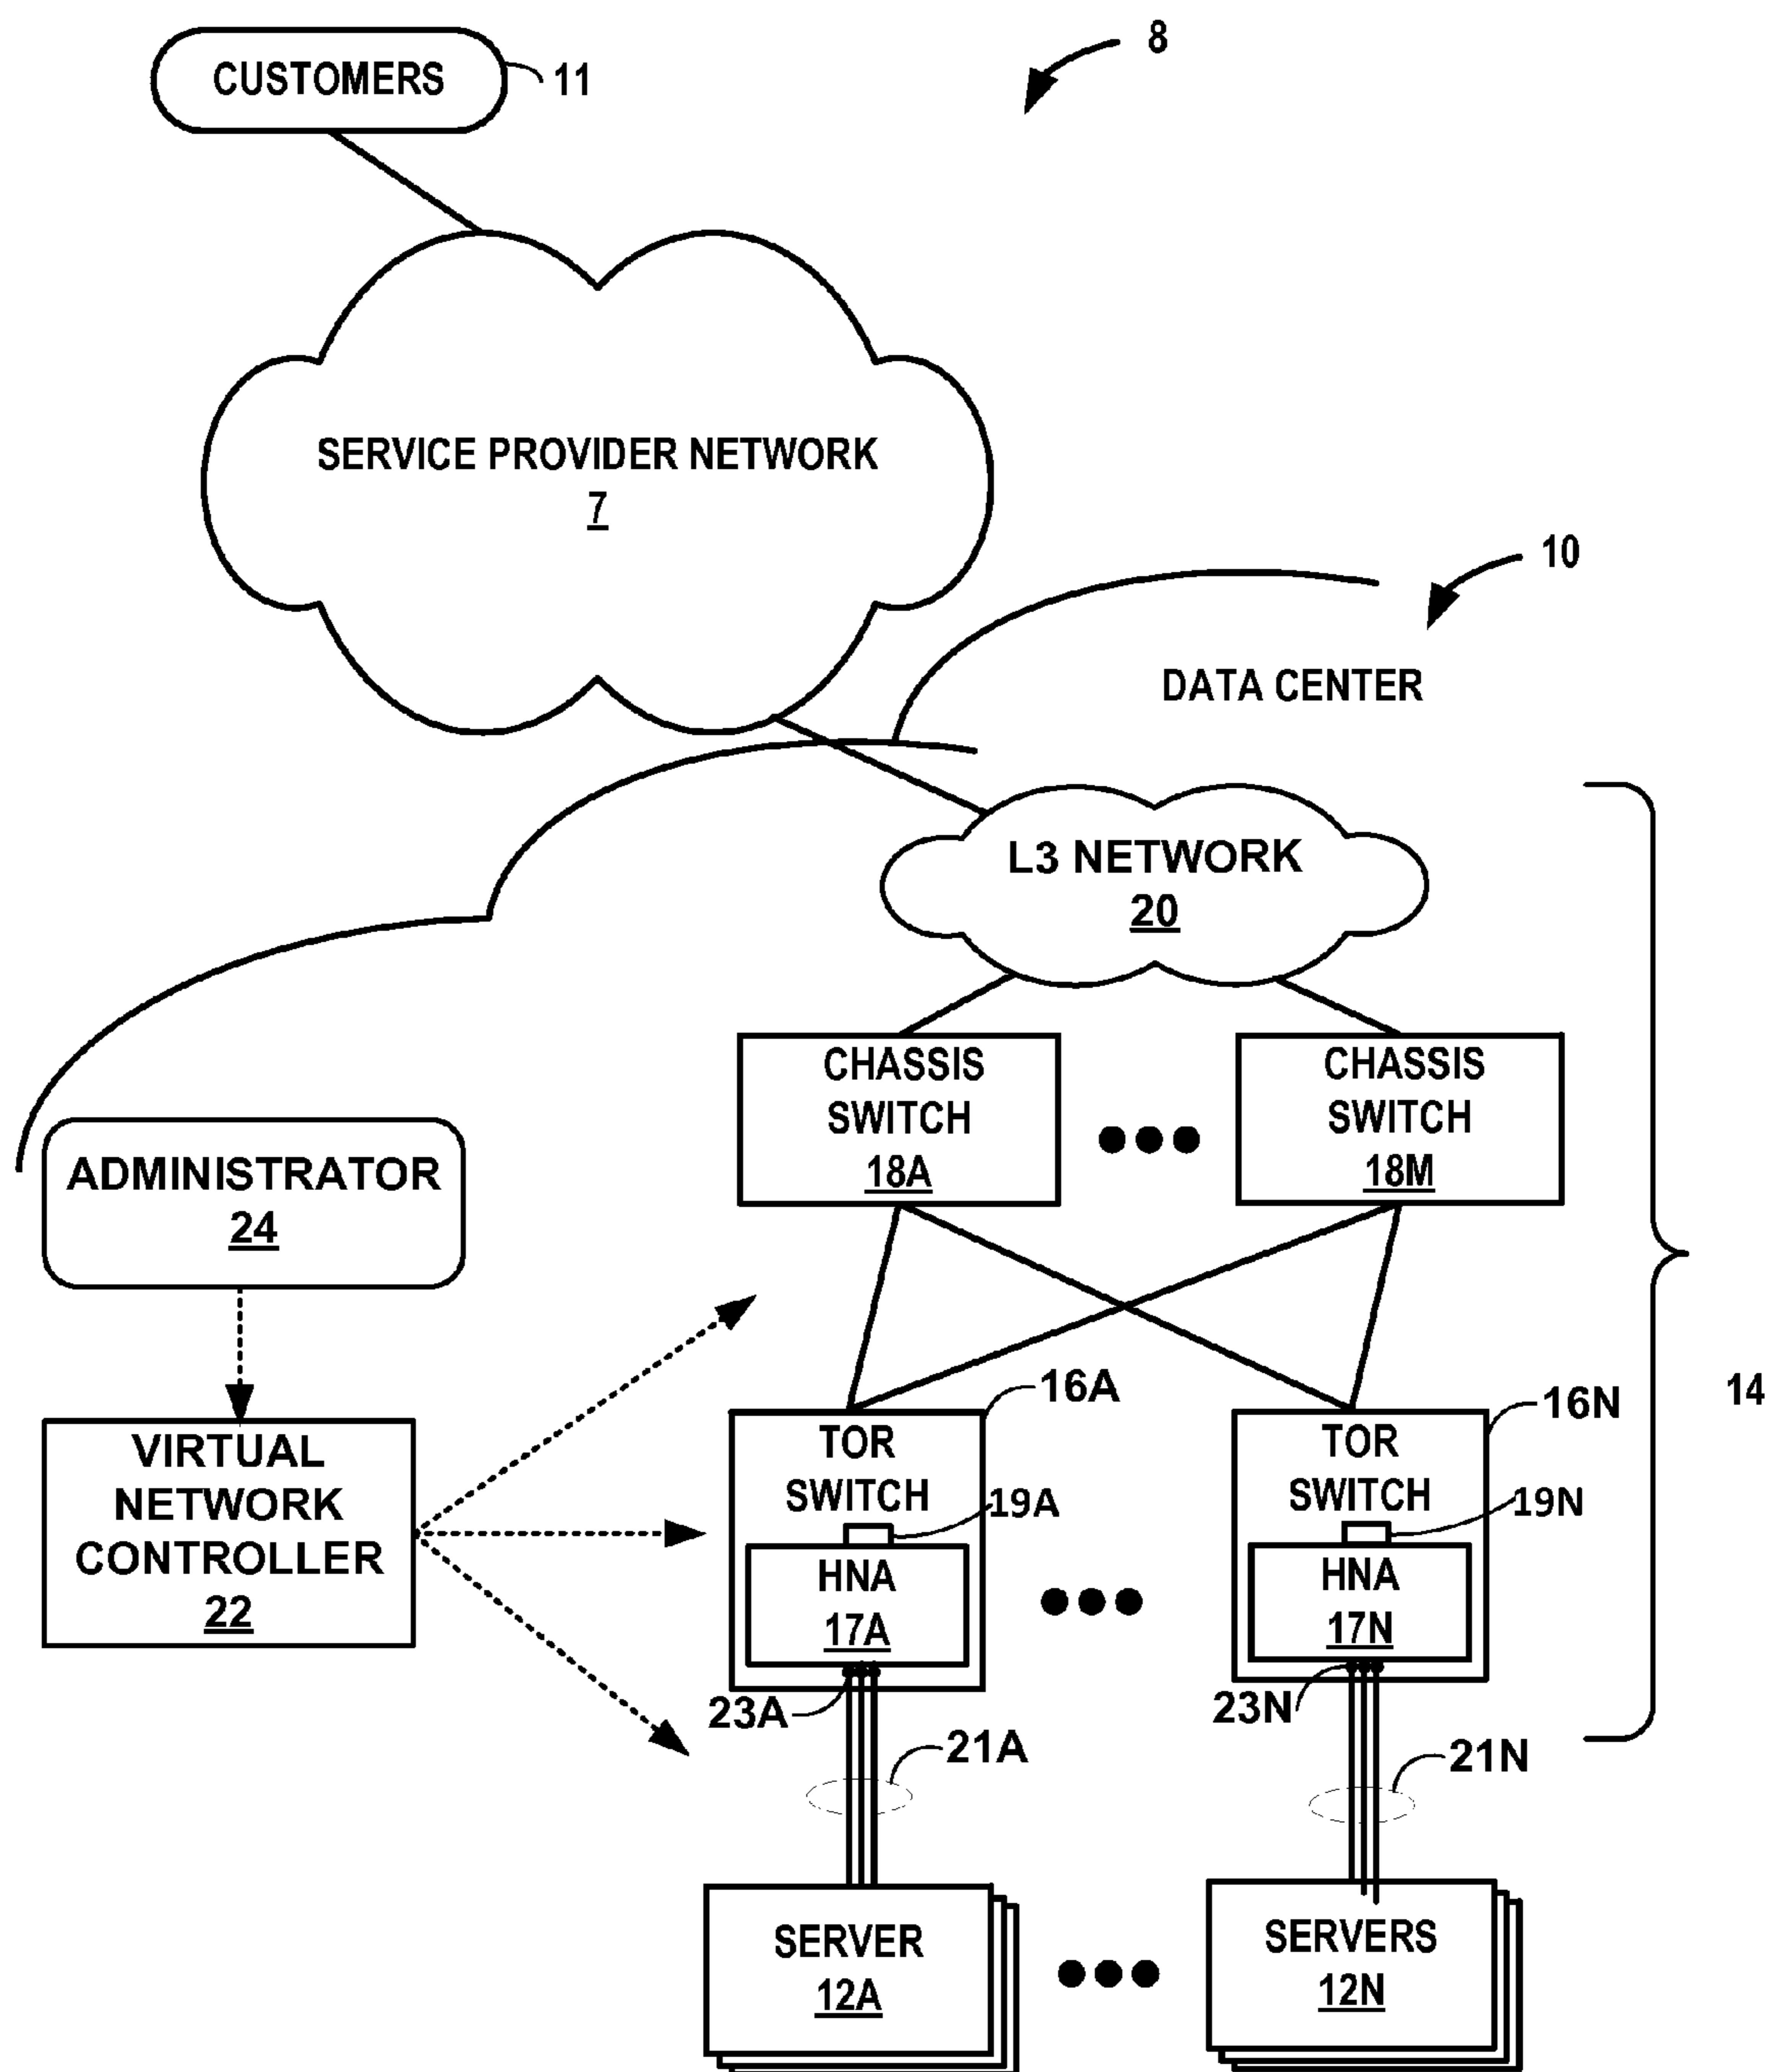 8
CUSTOMERS
11
SERVICE PROVIDER NETWORK
7
10
DATA CENTER
L3 NETWORK
20
CHASSIS
SWITCH
18A
CHASSIS
SWITCH
18M
ADMINISTRATOR
24
14
16A
16N
TOR
SWITCH
19A
HNA
17A
TOR
SWITCH
19N
HNA
17N
VIRTUAL
NETWORK
CONTROLLER
22
23A
23N
21A
21N
SERVER
12A
SERVERS
12N